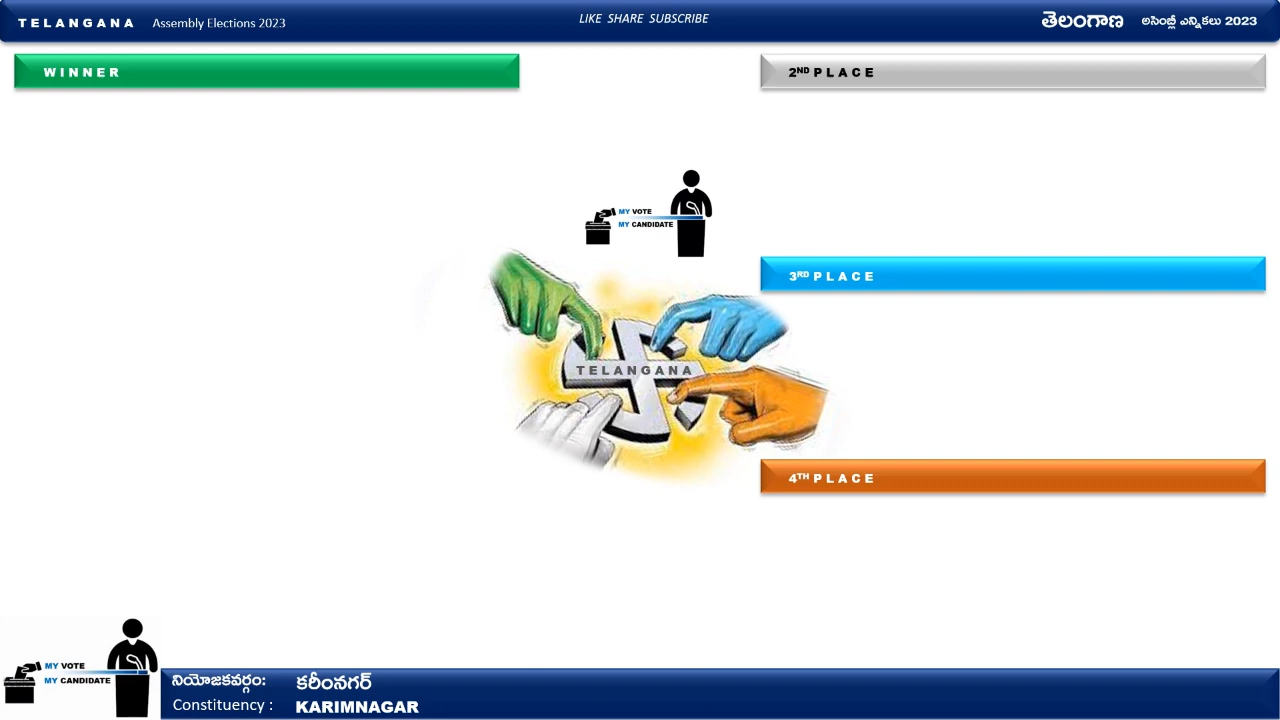 TELANGANA Assembly Elections 2023
LIKE SHARE SUBSCRIBE
తెలంగాణ అసెంబ్లీ ఎన్నికలు 2023
WINNER
2ND PLACE
MY VOTE
MY CANDIDATE
3RD PLACE
TELANGANA
4TH PLACE
MY VOTE
MY CANDIDATE
నియోజకవర్గం: కరీంనగర్
Constituency : KARIMNAGAR